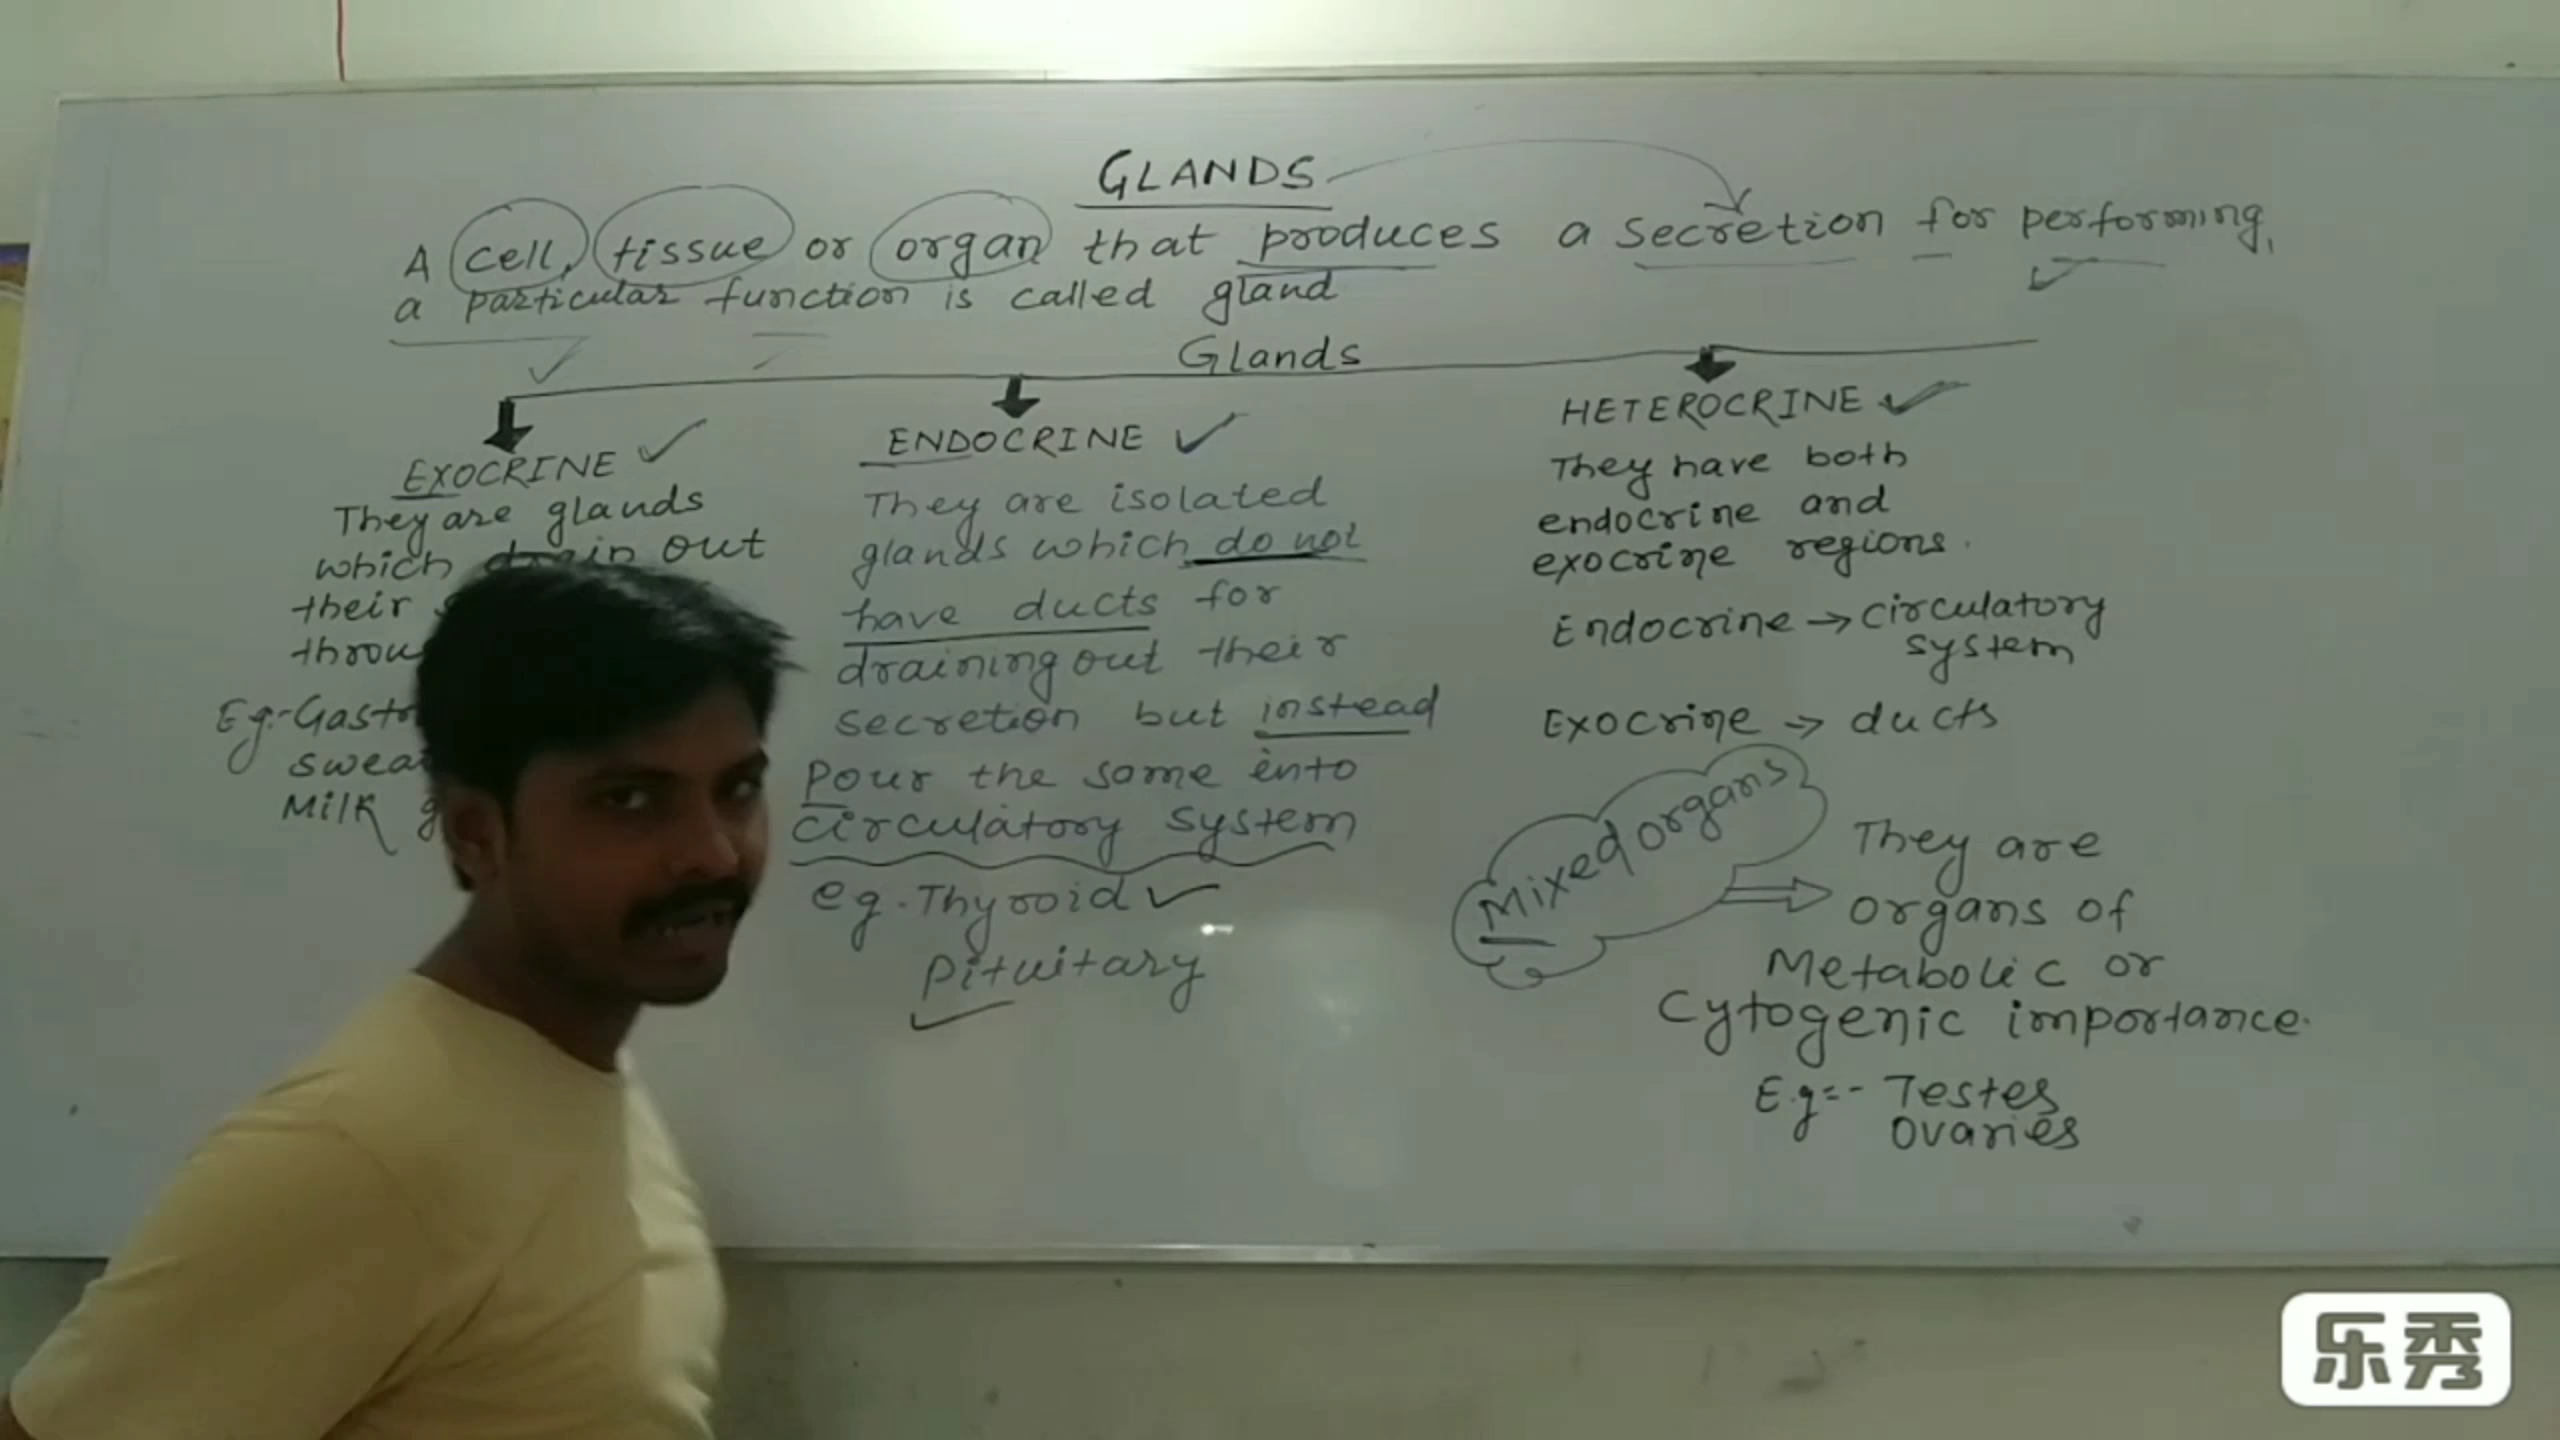 GLANDS
A cell, tissue or organ that produces a secretion for performing
a particular function is called gland
Glands
EXOCRINE
They are glands
which drain out
their
Eg:-Gastr
swea
Milk g
ENDOCRINE
They are isolated
glands which do not
have ducts for
draining out their
secretion but instead
Pour the same into
circulatory system
eg. Thyroid
Pituitary
HETEROCRINE
They have both
endocrine and
exocrine regions.
Endocrine → circulatory
system
Exocrine → ducts
Mixed organs
They are
organs of
Metabolic or
Cytogenic importance.
E.g:- Testes
Ovaries
乐秀